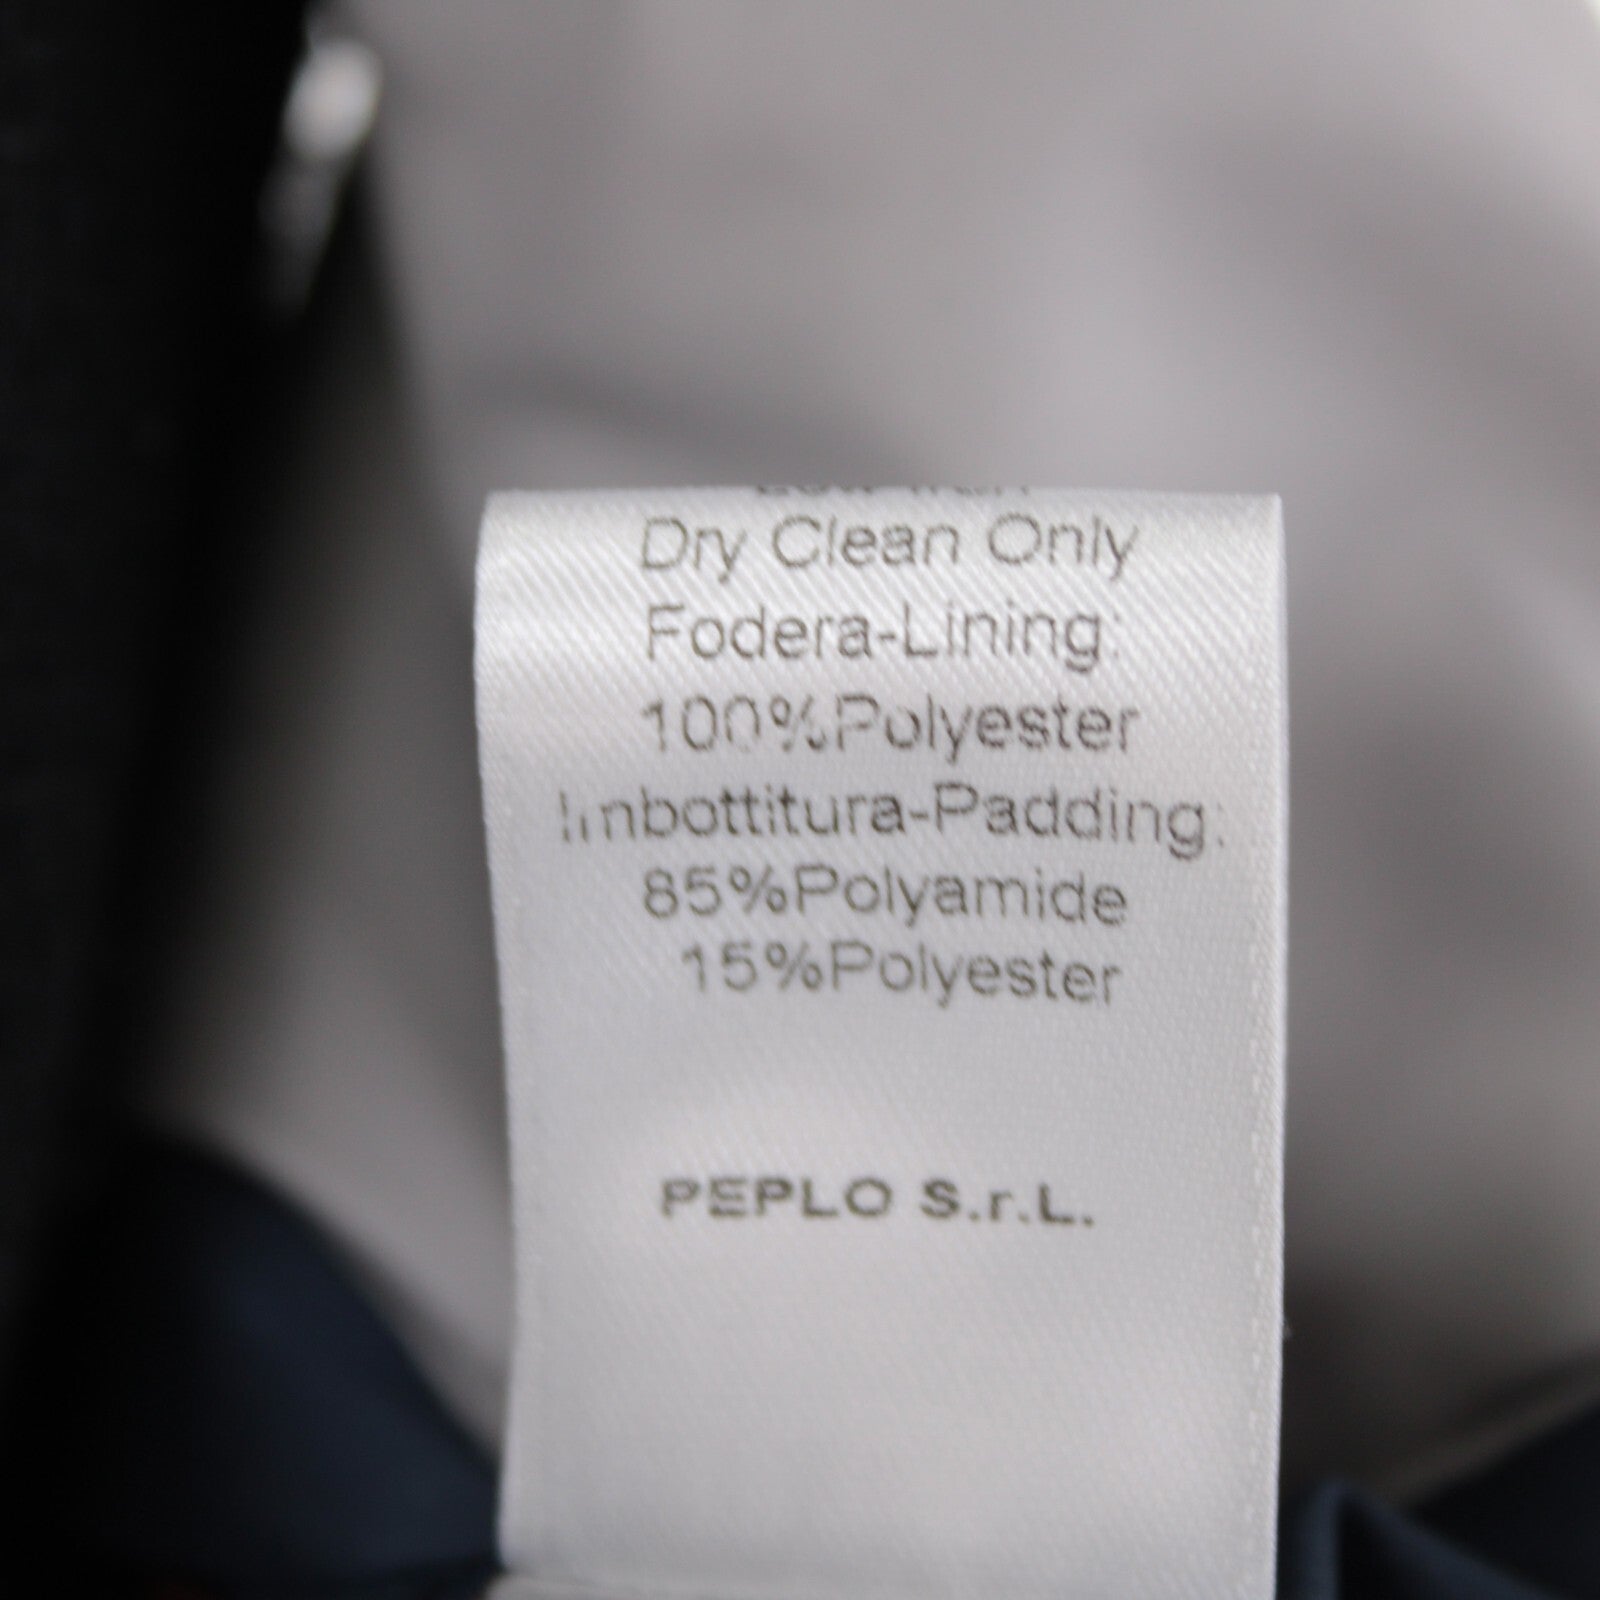 Dry Clean Only
Fodera-Lining:
100%Polyester
Imbottitura-Padding:
85%Polyamide
15%Polyester
PEPLO S.r.L.